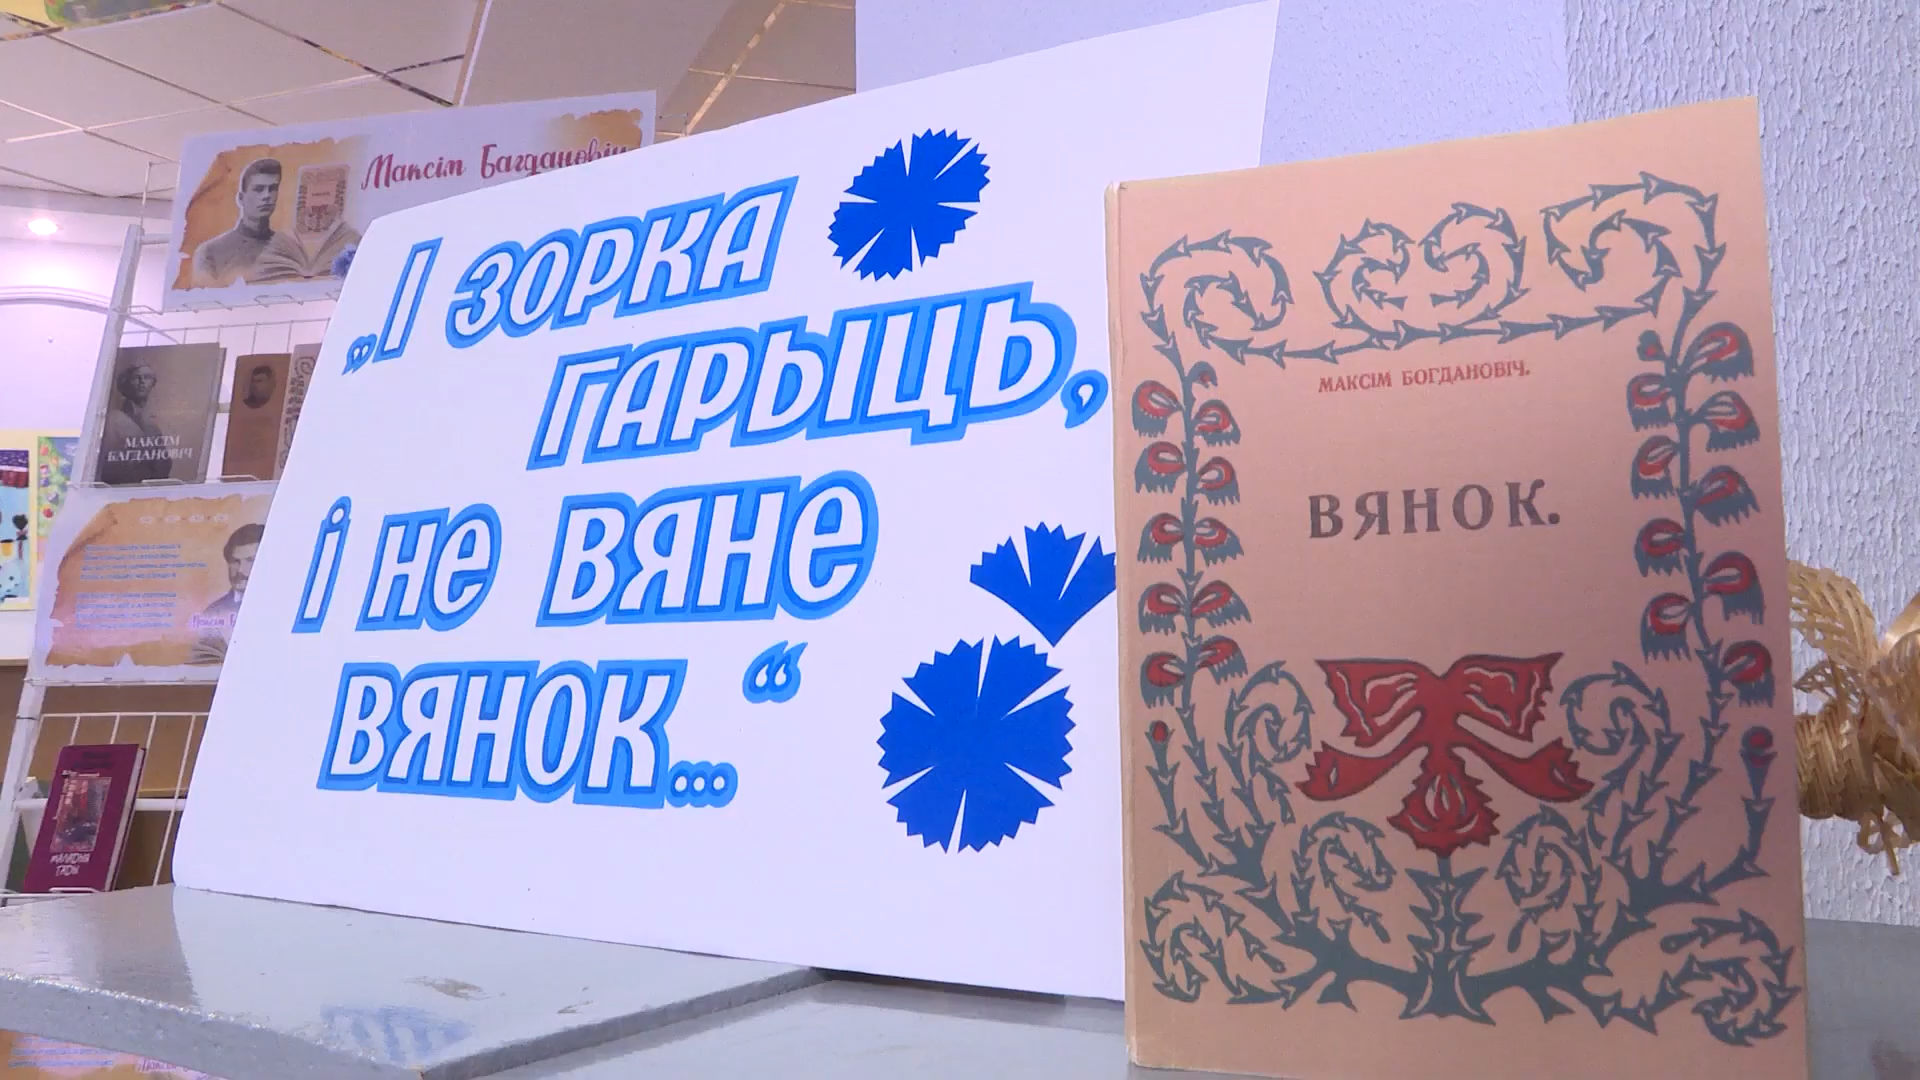 Максім Багдановіч
„І ЗОРКА
ГАРЫЦЬ,
і не вяне
вянок...“
МАКСІМ БОГДАНОВІЧ.
ВЯНОК.
МАКСІМ
БАГДАНОВІЧ